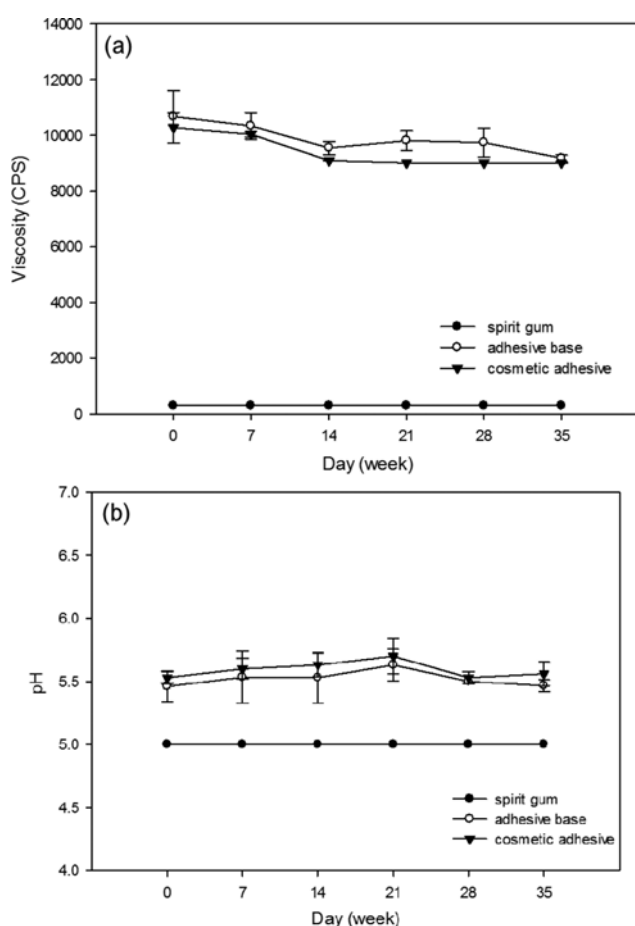 (a)
14000
12000
10000
8000
6000
4000
2000
0
Viscosity (CPS)
spirit gum
adhesive base
cosmetic adhesive
0 7 14 21 28 35
Day (week)
(b)
7.0
6.5
6.0
5.5
5.0
4.5
4.0
pH
spirit gum
adhesive base
cosmetic adhesive
0 7 14 21 28 35
Day (week)